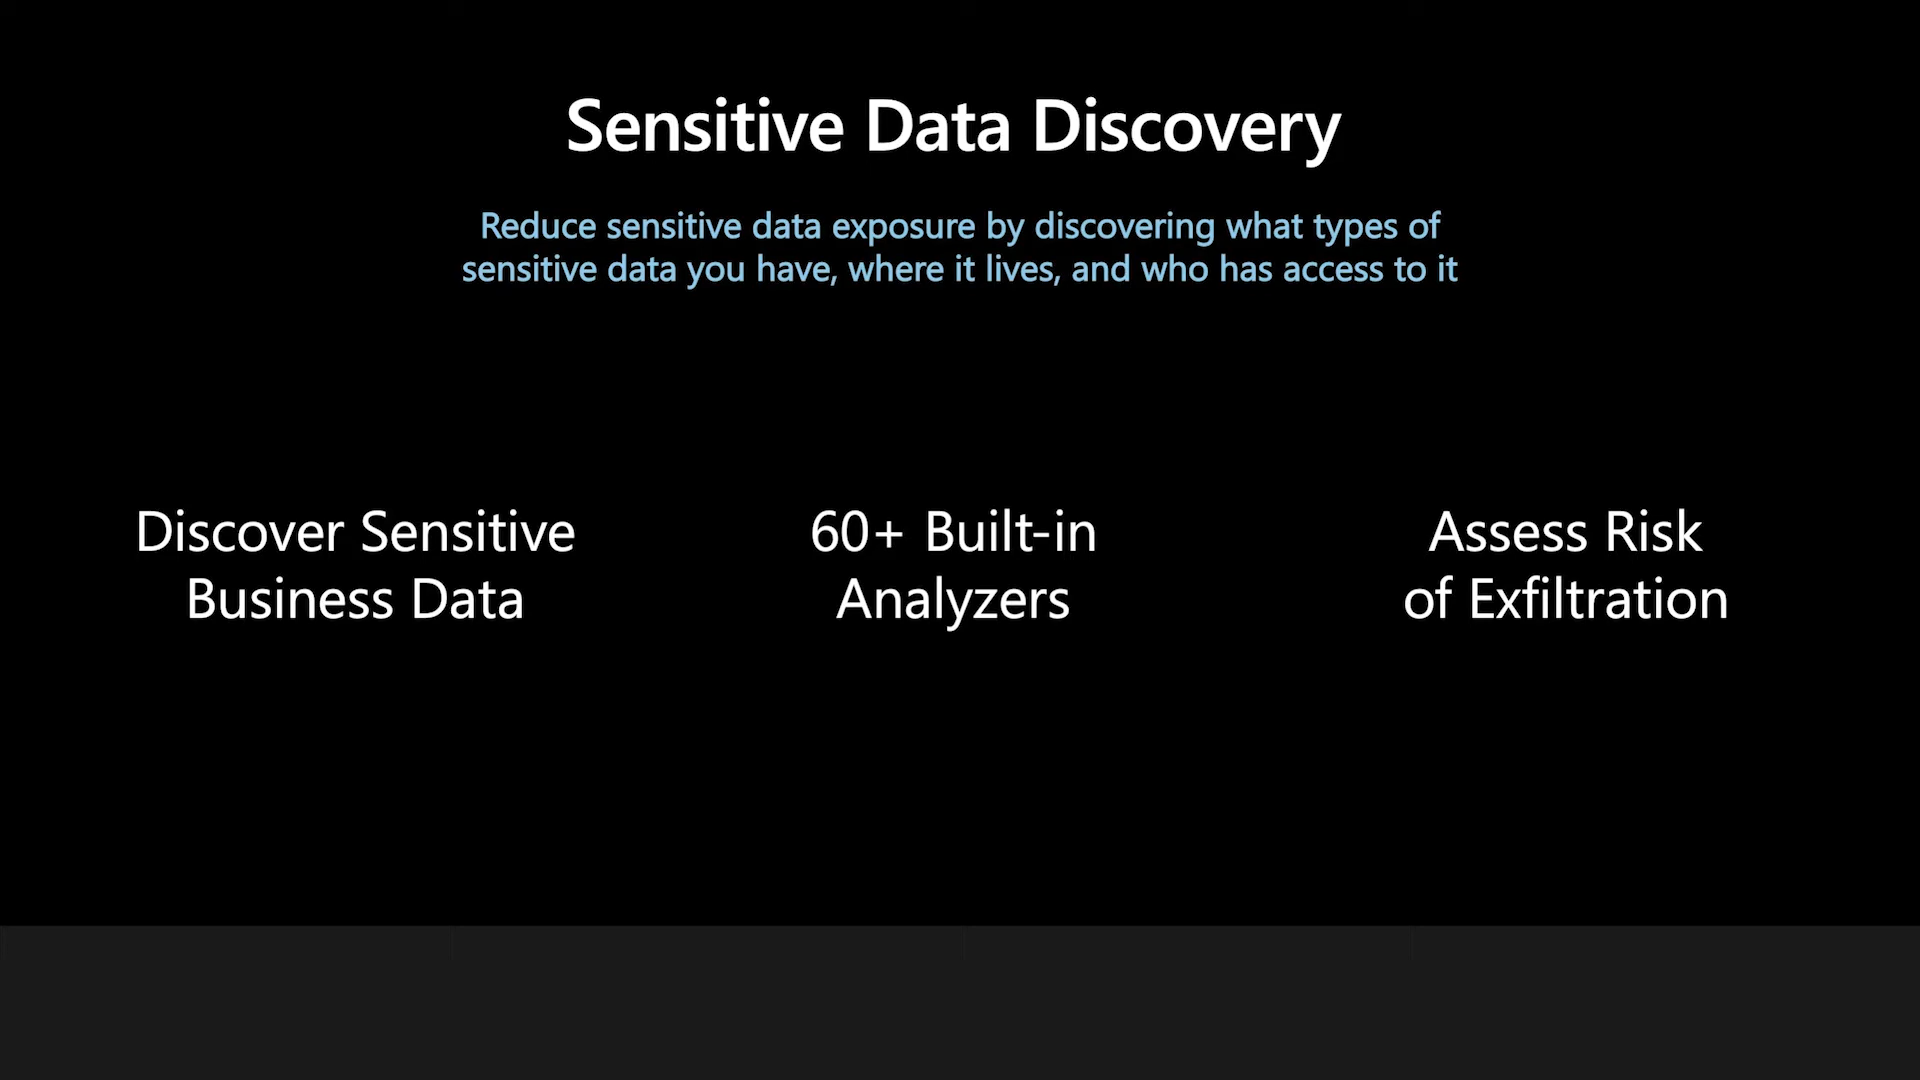 Sensitive Data Discovery
Reduce sensitive data exposure by discovering what types of
sensitive data you have, where it lives, and who has access to it
Discover Sensitive
Business Data
60+ Built-in
Analyzers
Assess Risk
of Exfiltration